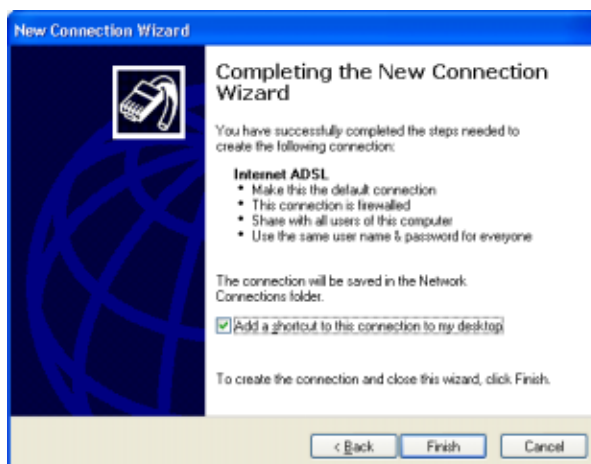 New Connection Wizard
Completing the New Connection
Wizard
You have successfully completed the steps needed to
create the following connection:
Internet ADSL
• Make this the default connection
• This connection is firewalled
• Share with all users of this computer
• Use the same user name & password for everyone
The connection will be saved in the Network
Connections folder.
Add a shortcut to this connection to my desktop
To create the connection and close this wizard, click Finish.
< Back Finish Cancel